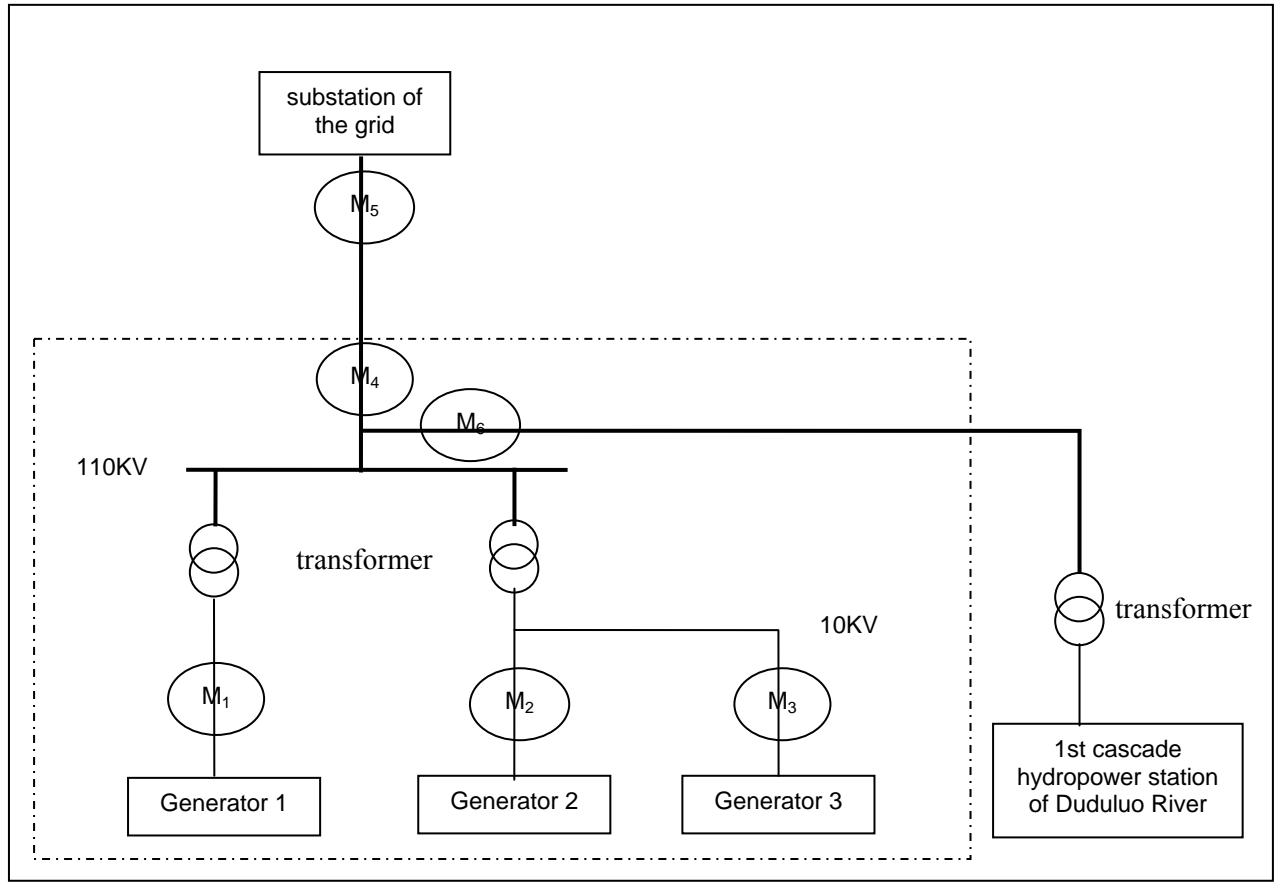 substation of
the grid
M₅
M₄
M₆
110KV
transformer
10KV
transformer
M₁
M₂
M₃
1st cascade
hydropower station
of Duduluo River
Generator 1
Generator 2
Generator 3